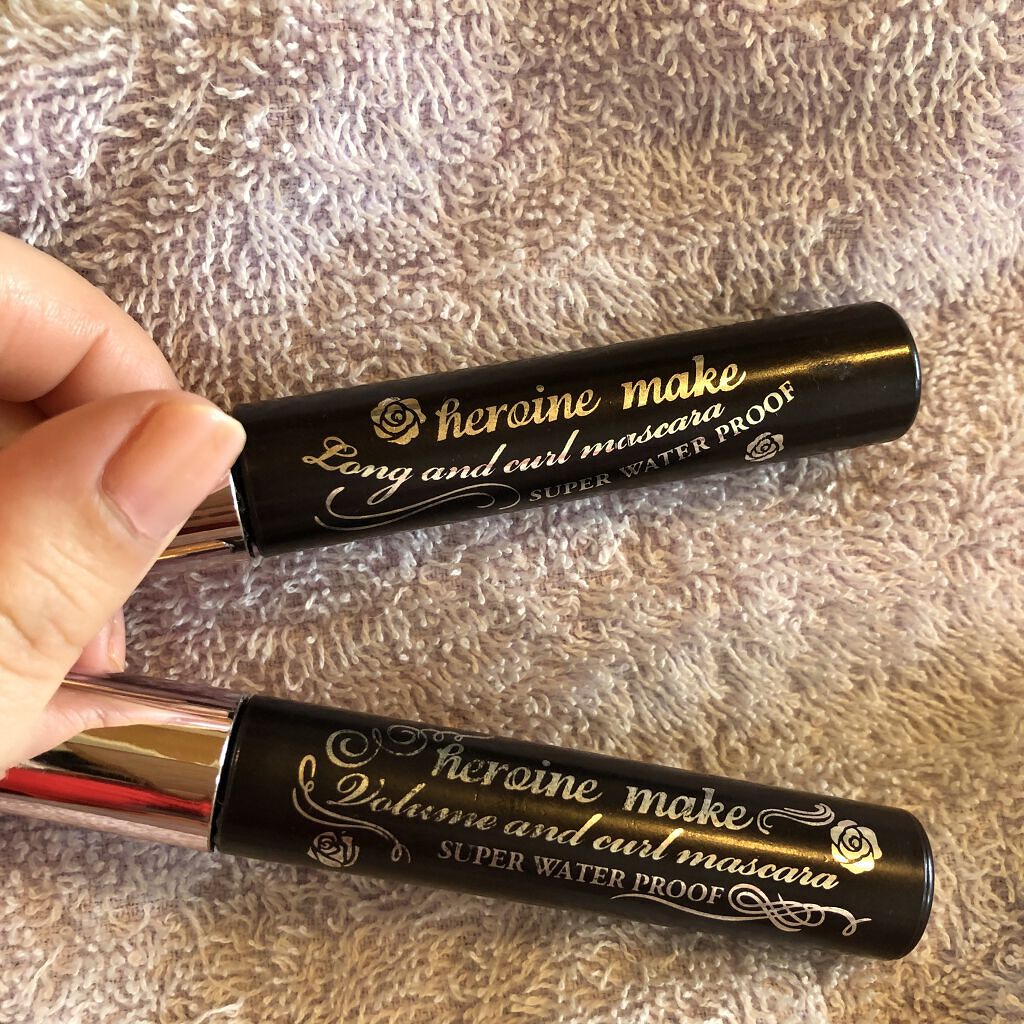 heroine make
Long and curl mascara
SUPER WATER PROOF
heroine make
Volume and curl mascara
SUPER WATER PROOF